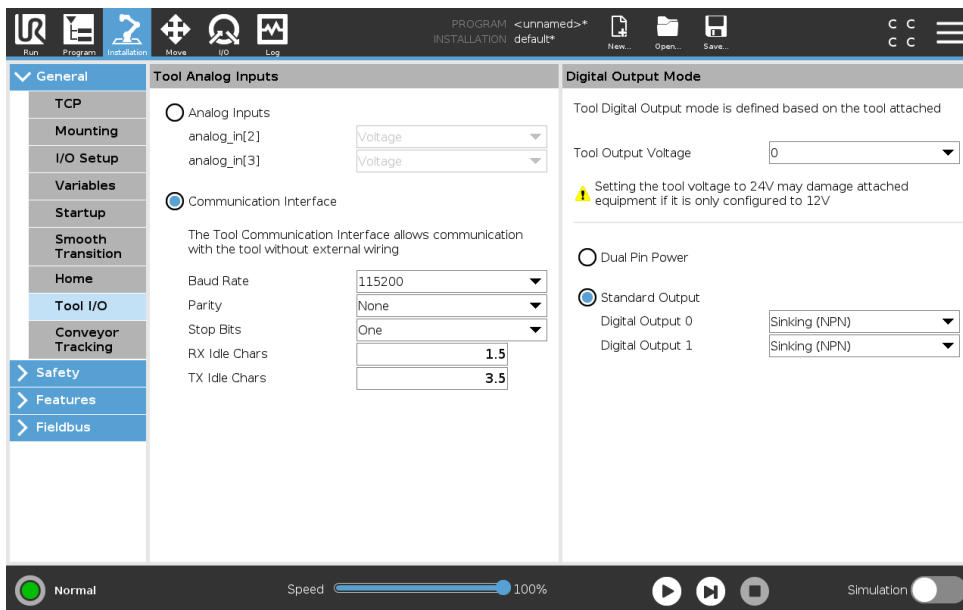 UR
Run
Program
Installation
Move
I/O
Log
PROGRAM <unnamed>*
INSTALLATION default*
New...
Open...
Save...
C C
C C
General
TCP
Mounting
I/O Setup
Variables
Startup
Smooth
Transition
Home
Tool I/O
Conveyor
Tracking
Safety
Features
Fieldbus
Tool Analog Inputs
Analog Inputs
analog_in[2] Voltage
analog_in[3] Voltage
Communication Interface
The Tool Communication Interface allows communication
with the tool without external wiring
Baud Rate 115200
Parity None
Stop Bits One
RX Idle Chars 1.5
TX Idle Chars 3.5
Digital Output Mode
Tool Digital Output mode is defined based on the tool attached
Tool Output Voltage 0
Setting the tool voltage to 24V may damage attached
equipment if it is only configured to 12V
Dual Pin Power
Standard Output
Digital Output 0 Sinking (NPN)
Digital Output 1 Sinking (NPN)
Normal
Speed 100%
Simulation